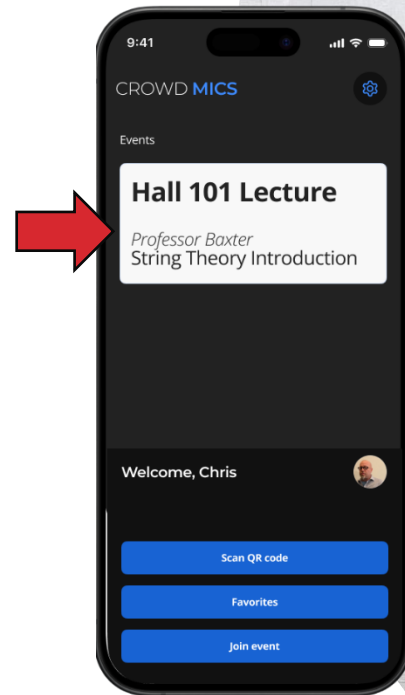 9:41
CROWD MICS
Events
Hall 101 Lecture
Professor Baxter
String Theory Introduction
Welcome, Chris
Scan QR code
Favorites
Join event